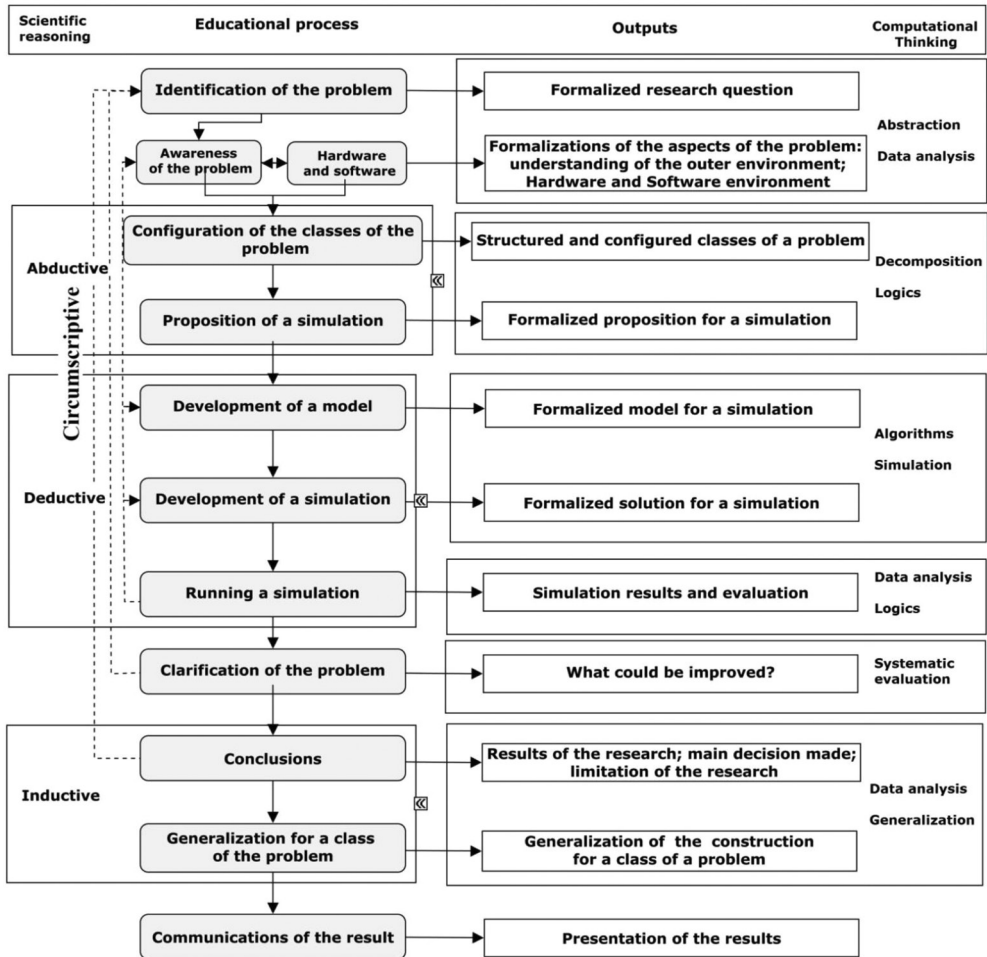 Scientific
reasoning
Educational process
Outputs
Computational
Thinking
Identification of the problem
Formalized research question
Abstraction
Awareness
of the problem
Hardware
and software
Formalizations of the aspects of the problem:
understanding of the outer environment;
Hardware and Software environment
Data analysis
Configuration of the classes of the
problem
Structured and configured classes of a problem
Decomposition
Abductive
Logics
Circumscriptive
Proposition of a simulation
Formalized proposition for a simulation
Development of a model
Formalized model for a simulation
Algorithms
Simulation
Deductive
Development of a simulation
Formalized solution for a simulation
Running a simulation
Simulation results and evaluation
Data analysis
Logics
Clarification of the problem
What could be improved?
Systematic
evaluation
Conclusions
Results of the research; main decision made;
limitation of the research
Inductive
Data analysis
Generalization
Generalization for a class
of the problem
Generalization of the construction
for a class of a problem
Communications of the result
Presentation of the results